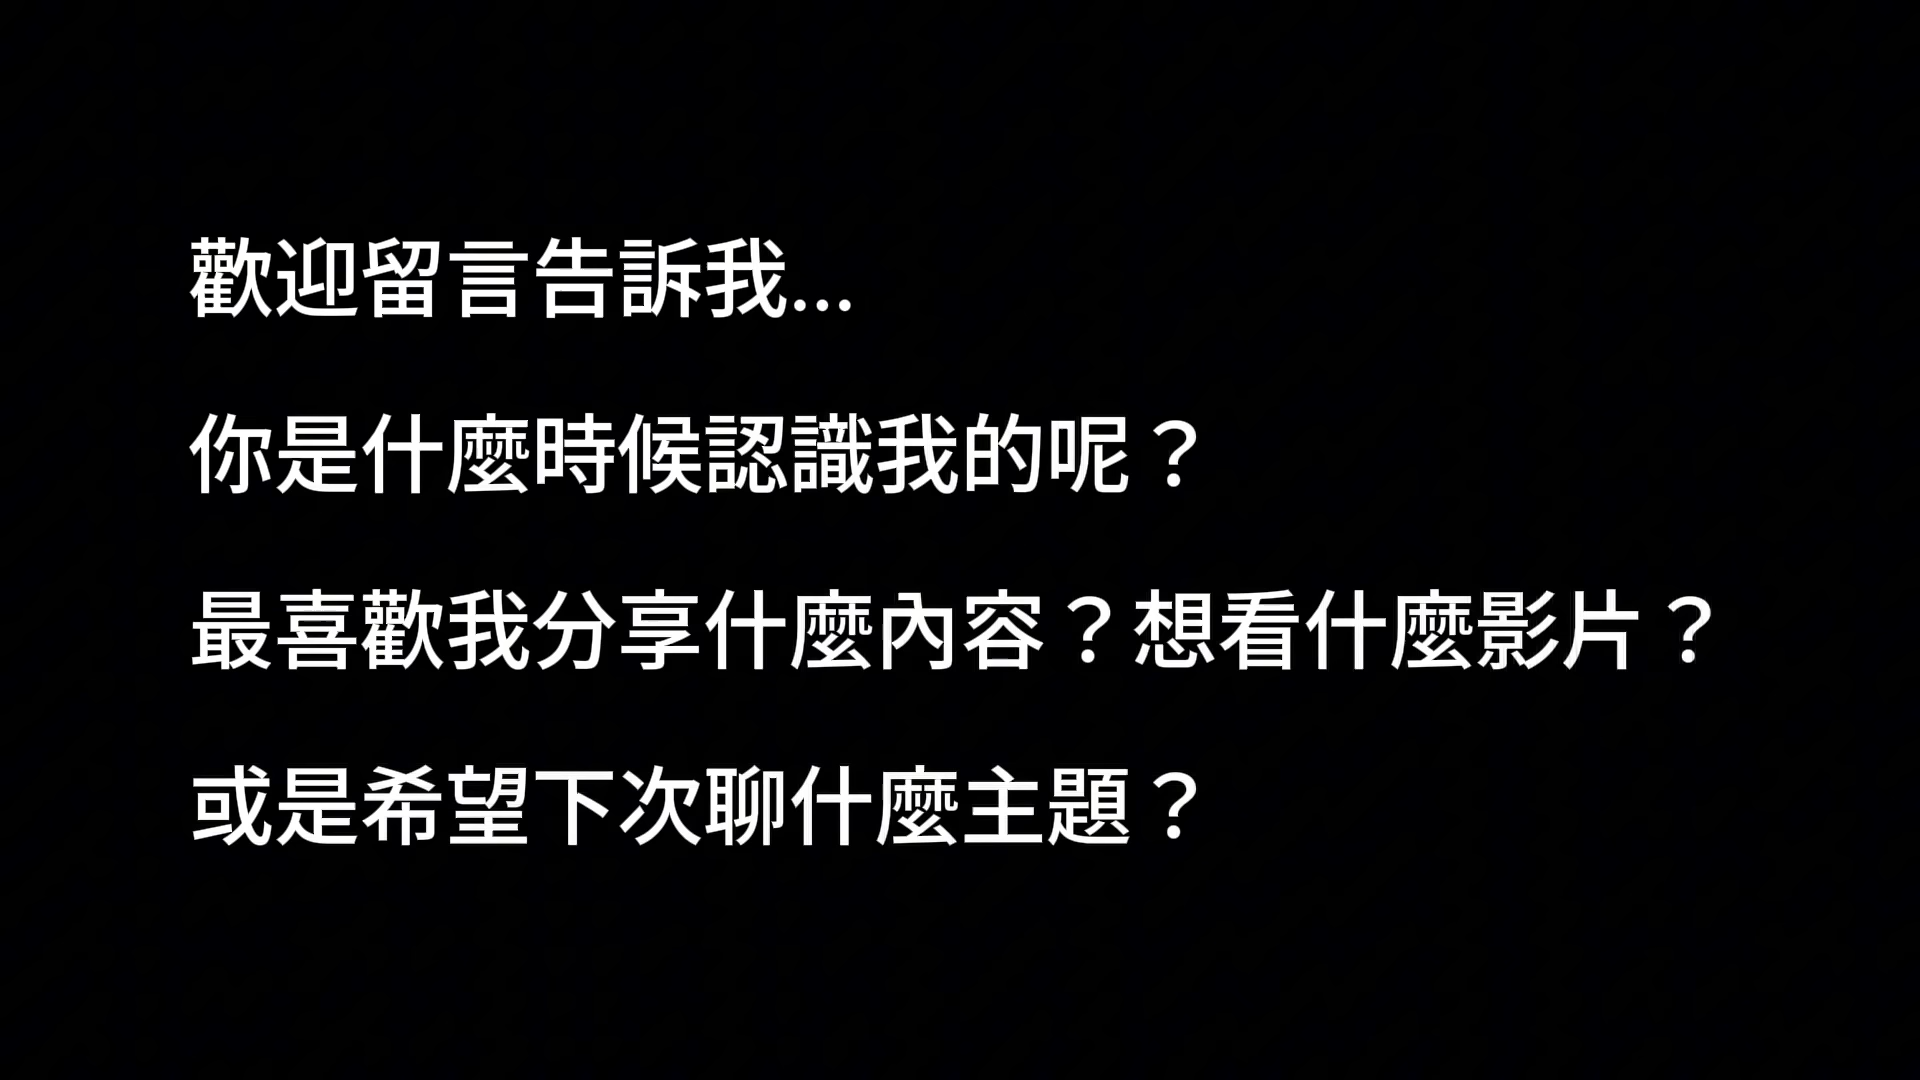 歡迎留言告訴我...
你是什麼時候認識我的呢？
最喜歡我分享什麼內容？想看什麼影片？
或是希望下次聊什麼主題？